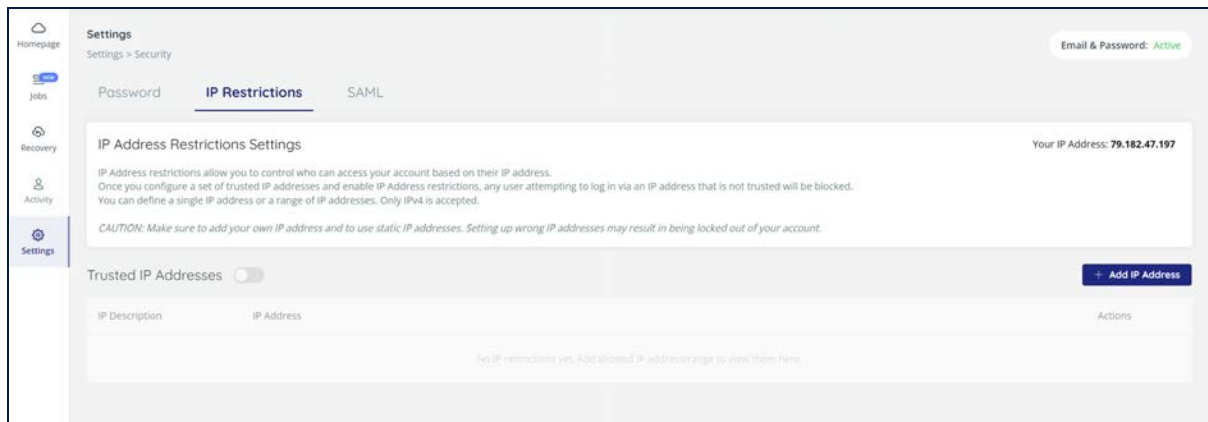 Homepage
NEW
Jobs
Recovery
Activity
Settings
Settings
Settings > Security
Email & Password: Active
Password
IP Restrictions
SAML
IP Address Restrictions Settings
Your IP Address: 79.182.47.197
IP Address restrictions allow you to control who can access your account based on their IP address.
Once you configure a set of trusted IP addresses and enable IP Address restrictions, any user attempting to log in via an IP address that is not trusted will be blocked.
You can define a single IP address or a range of IP addresses. Only IPv4 is accepted.
CAUTION: Make sure to add your own IP address and to use static IP addresses. Setting up wrong IP addresses may result in being locked out of your account.
Trusted IP Addresses
+ Add IP Address
IP Description
IP Address
Actions
No IP restrictions yet. Add allowed IP address/range to view them here